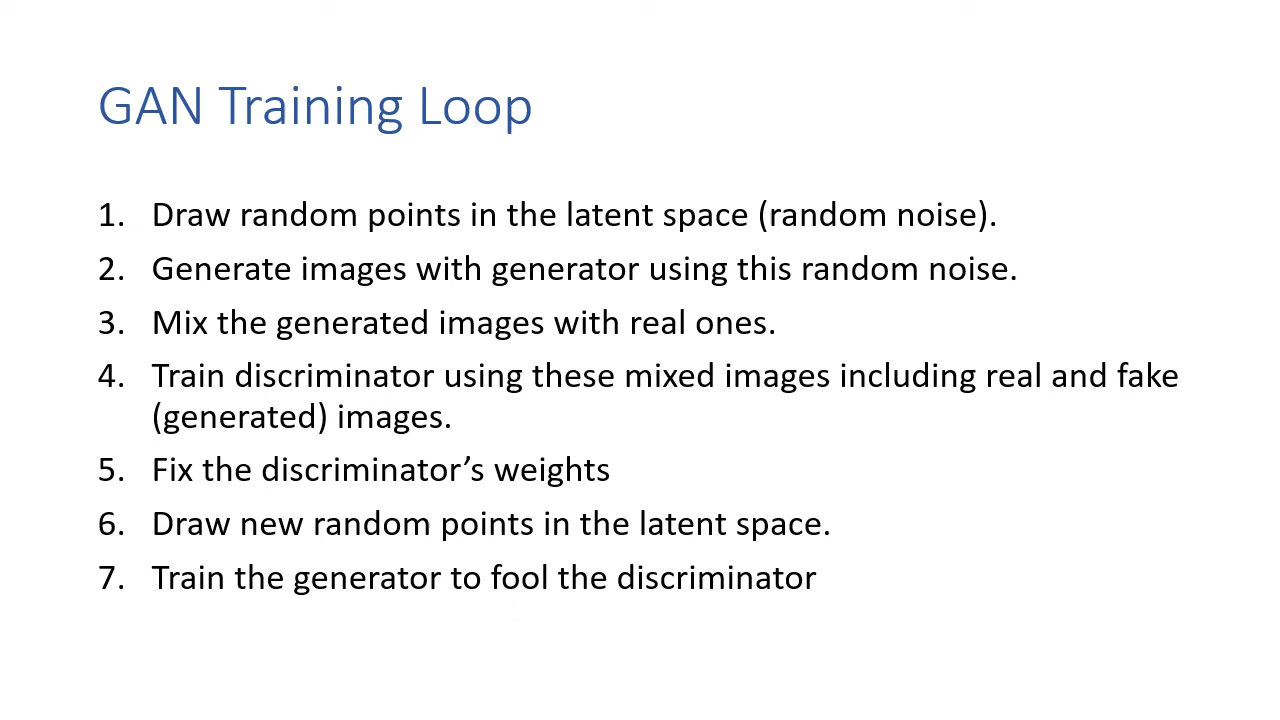 GAN Training Loop
1. Draw random points in the latent space (random noise).
2. Generate images with generator using this random noise.
3. Mix the generated images with real ones.
4. Train discriminator using these mixed images including real and fake
(generated) images.
5. Fix the discriminator’s weights
6. Draw new random points in the latent space.
7. Train the generator to fool the discriminator